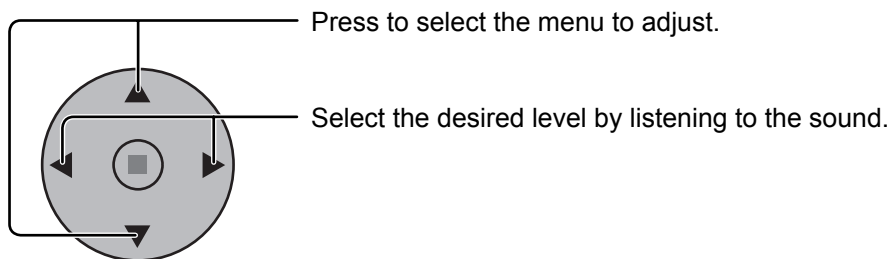 Press to select the menu to adjust.
Select the desired level by listening to the sound.